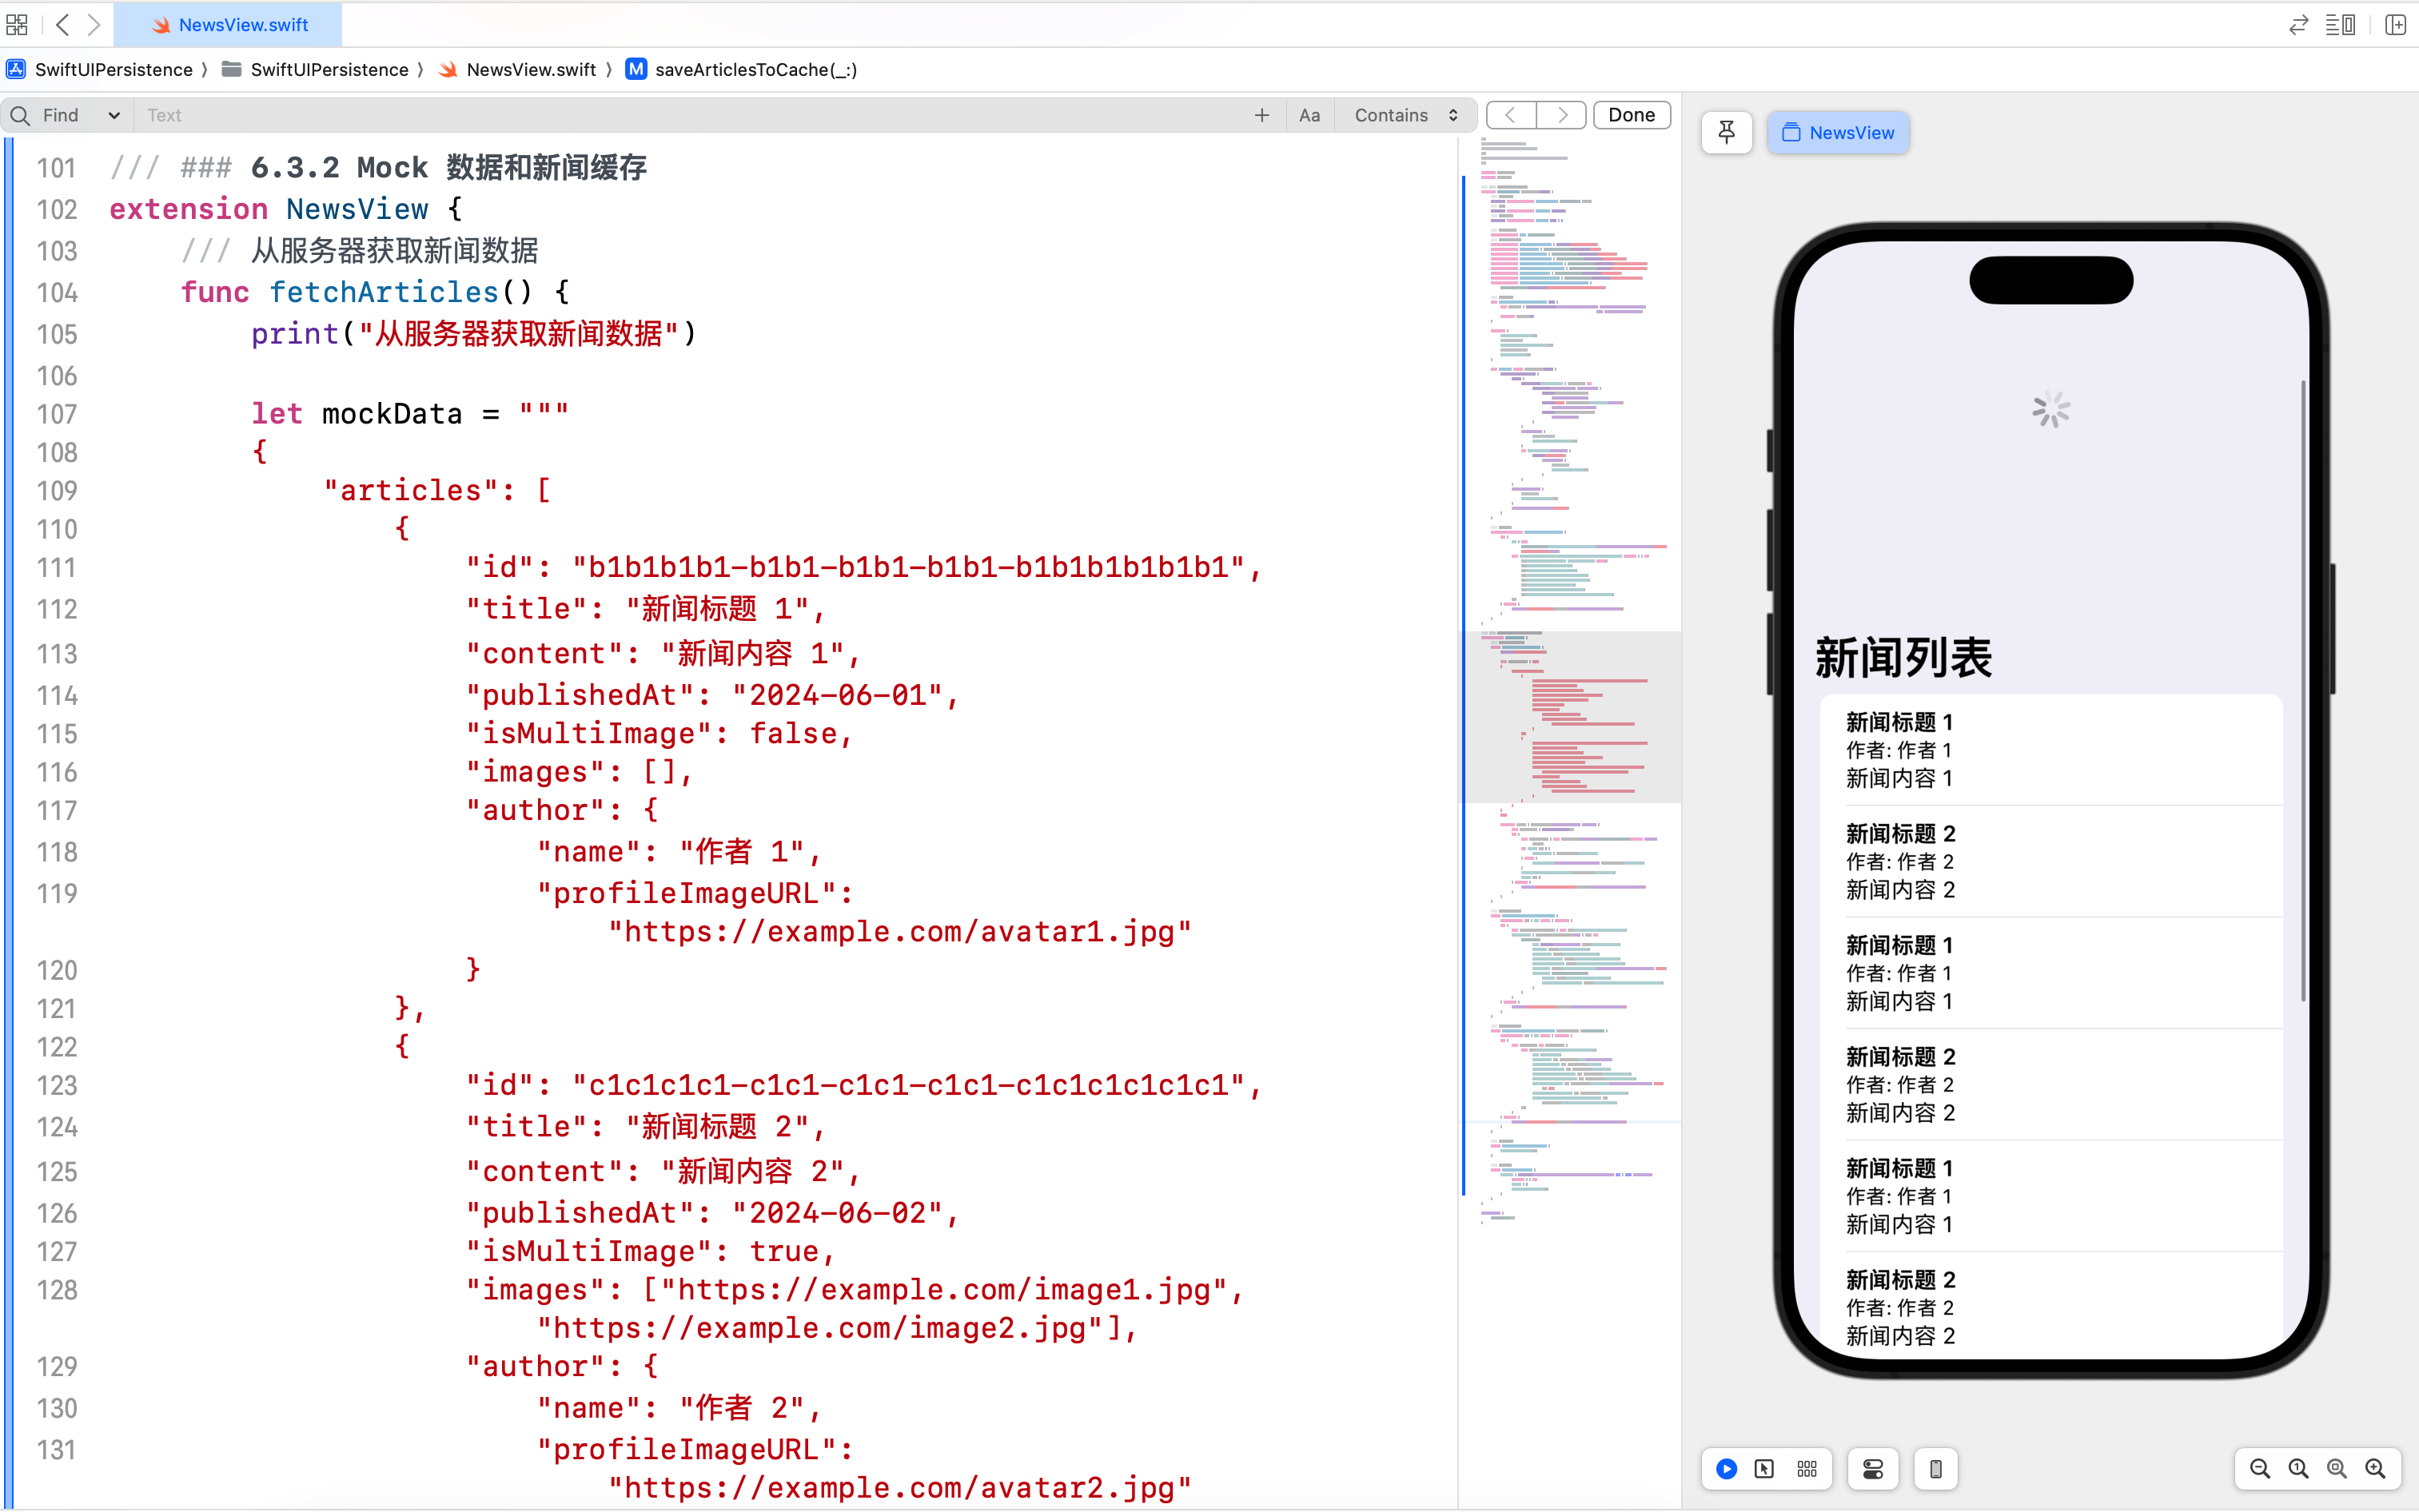 NewsView.swift
SwiftUIPersistence 〉 SwiftUIPersistence 〉 NewsView.swift 〉 M saveArticlesToCache(_:)
Find Text Aa Contains Done
101 /// ### 6.3.2 Mock 数据和新闻缓存
102 extension NewsView {
103 /// 从服务器获取新闻数据
104 func fetchArticles() {
105 print("从服务器获取新闻数据")
106
107 let mockData = """
108 {
109 "articles": [
110 {
111 "id": "b1b1b1b1-b1b1-b1b1-b1b1-b1b1b1b1b1b1",
112 "title": "新闻标题 1",
113 "content": "新闻内容 1",
114 "publishedAt": "2024-06-01",
115 "isMultiImage": false,
116 "images": [],
117 "author": {
118 "name": "作者 1",
119 "profileImageURL":
"https://example.com/avatar1.jpg"
120 }
121 },
122 {
123 "id": "c1c1c1c1-c1c1-c1c1-c1c1-c1c1c1c1c1c1",
124 "title": "新闻标题 2",
125 "content": "新闻内容 2",
126 "publishedAt": "2024-06-02",
127 "isMultiImage": true,
128 "images": ["https://example.com/image1.jpg",
"https://example.com/image2.jpg"],
129 "author": {
130 "name": "作者 2",
131 "profileImageURL":
"https://example.com/avatar2.jpg"
NewsView
新闻列表
新闻标题 1
作者: 作者 1
新闻内容 1
新闻标题 2
作者: 作者 2
新闻内容 2
新闻标题 1
作者: 作者 1
新闻内容 1
新闻标题 2
作者: 作者 2
新闻内容 2
新闻标题 1
作者: 作者 1
新闻内容 1
新闻标题 2
作者: 作者 2
新闻内容 2